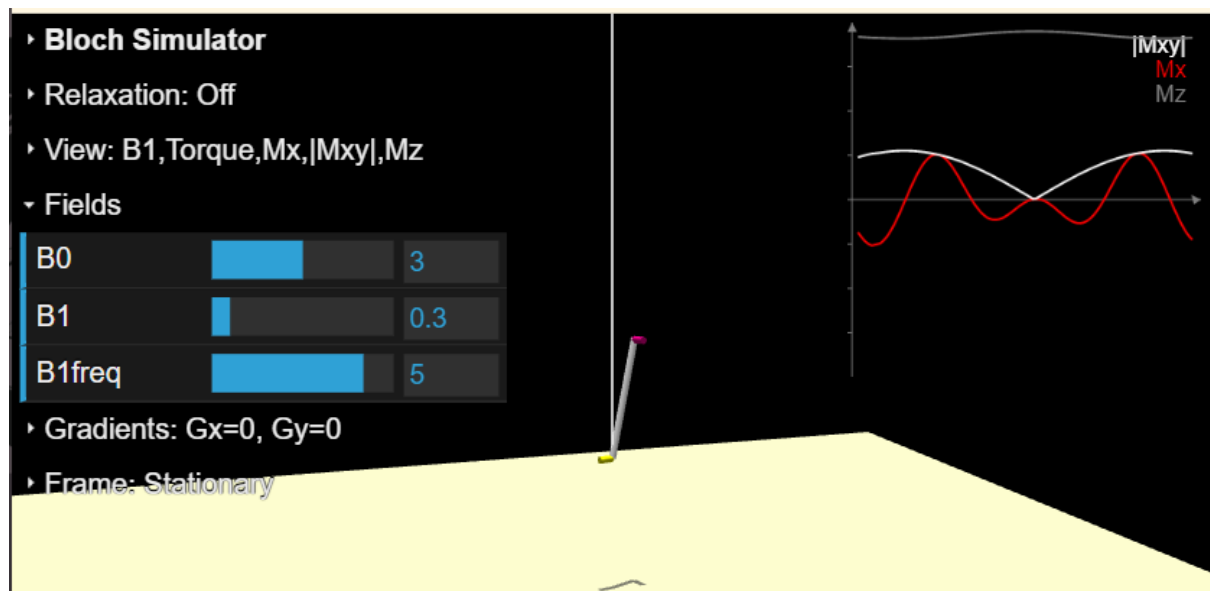 Bloch Simulator
Relaxation: Off
View: B1,Torque,Mx,|Mxy|,Mz
Fields
B0 3
B1 0.3
B1freq 5
Gradients: Gx=0, Gy=0
Frame: Stationary
|Mxy|
Mx
Mz